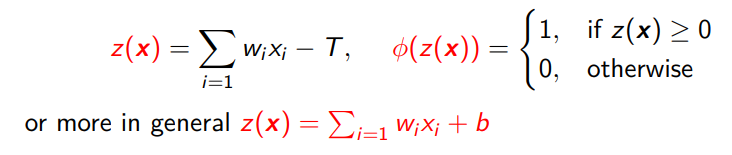 z(x) = ∑_{i=1} w_i x_i − T, ϕ(z(x)) = {1, if z(x) ≥ 0
0, otherwise
or more in general z(x) = ∑_{i=1} w_i x_i + b